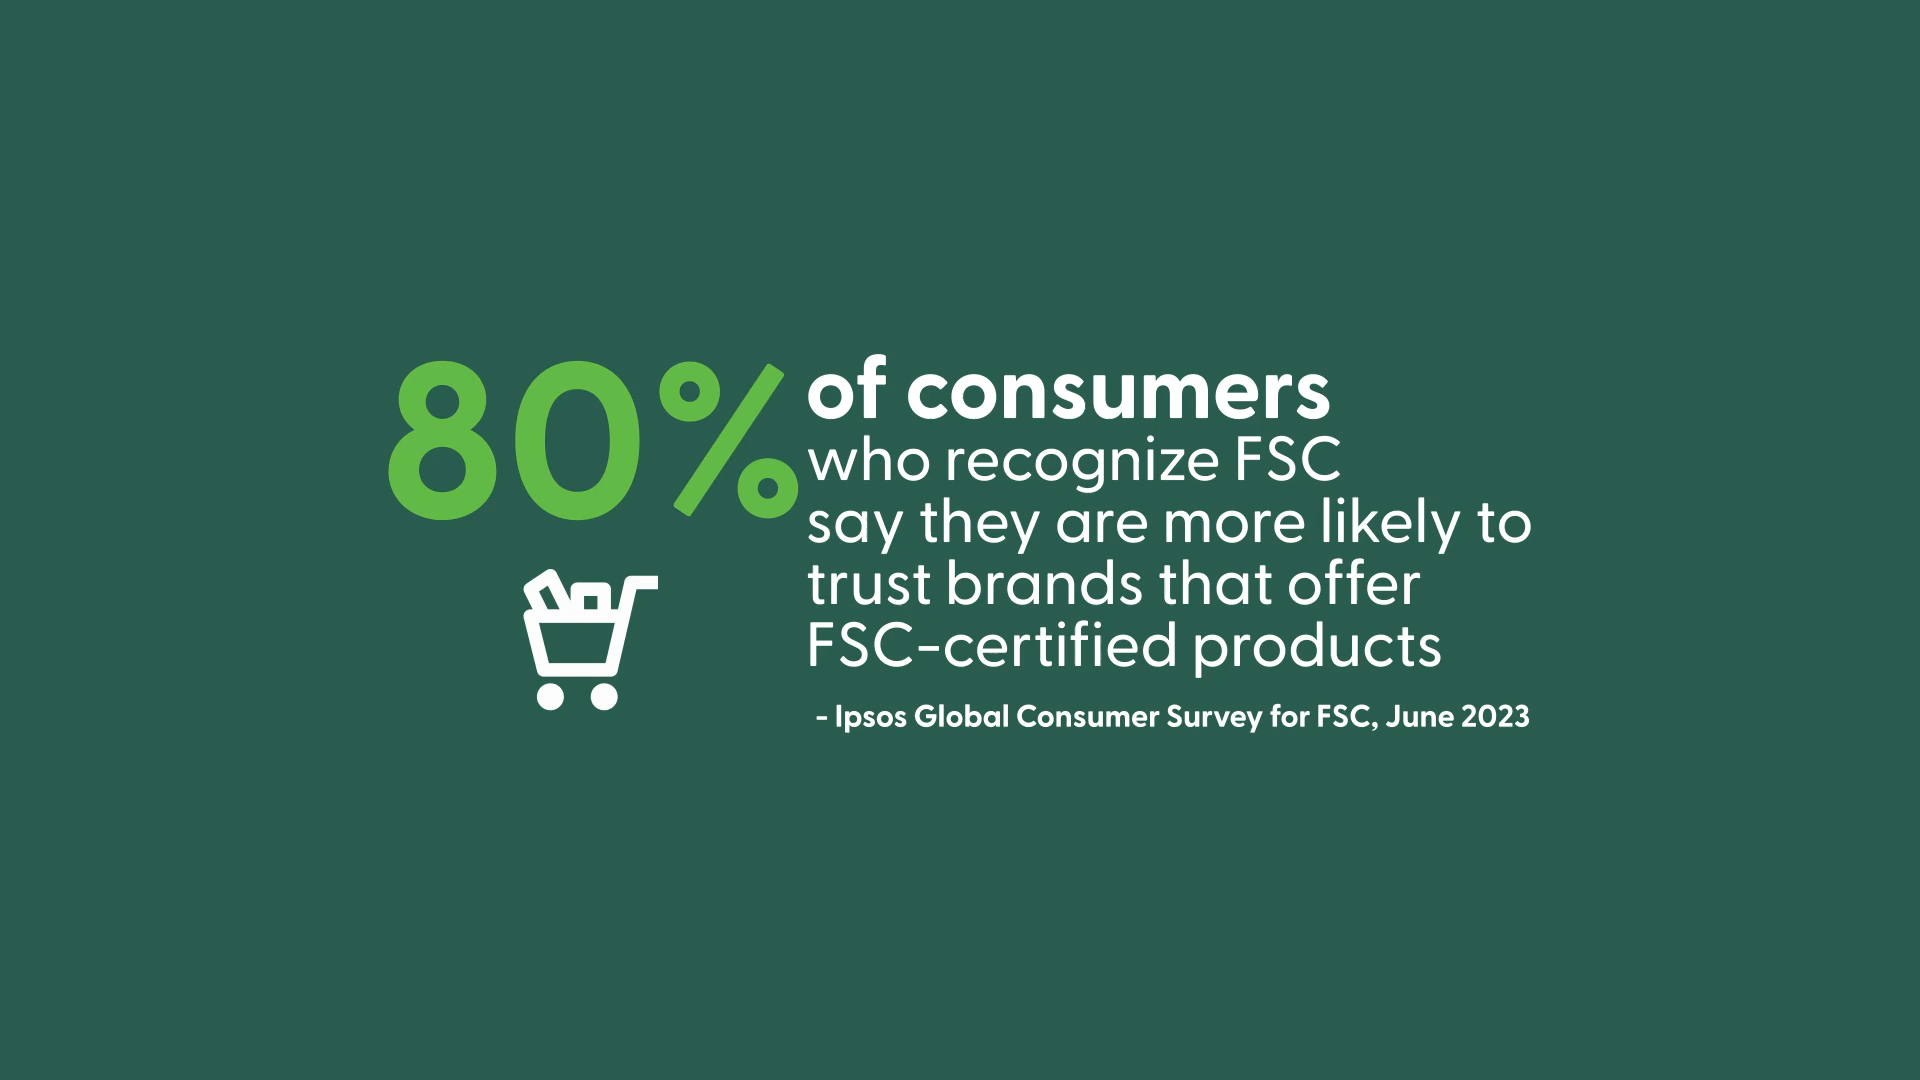 80% of consumers
who recognize FSC
say they are more likely to
trust brands that offer
FSC-certified products
- Ipsos Global Consumer Survey for FSC, June 2023